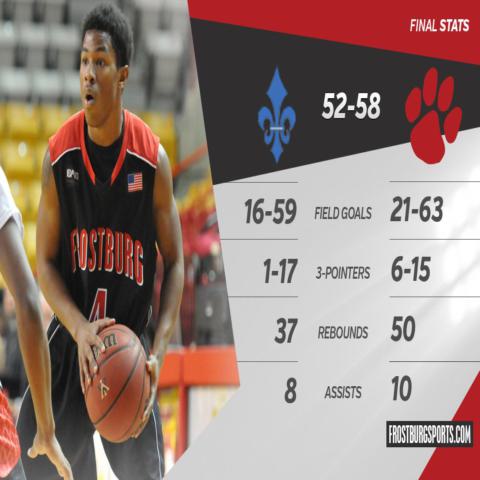 FINAL STATS
52-58
16-59 FIELD GOALS 21-63
1-17 3-POINTERS 6-15
37 REBOUNDS 50
8 ASSISTS 10
FROSTBURGSPORTS.COM
FROSTBURG
4